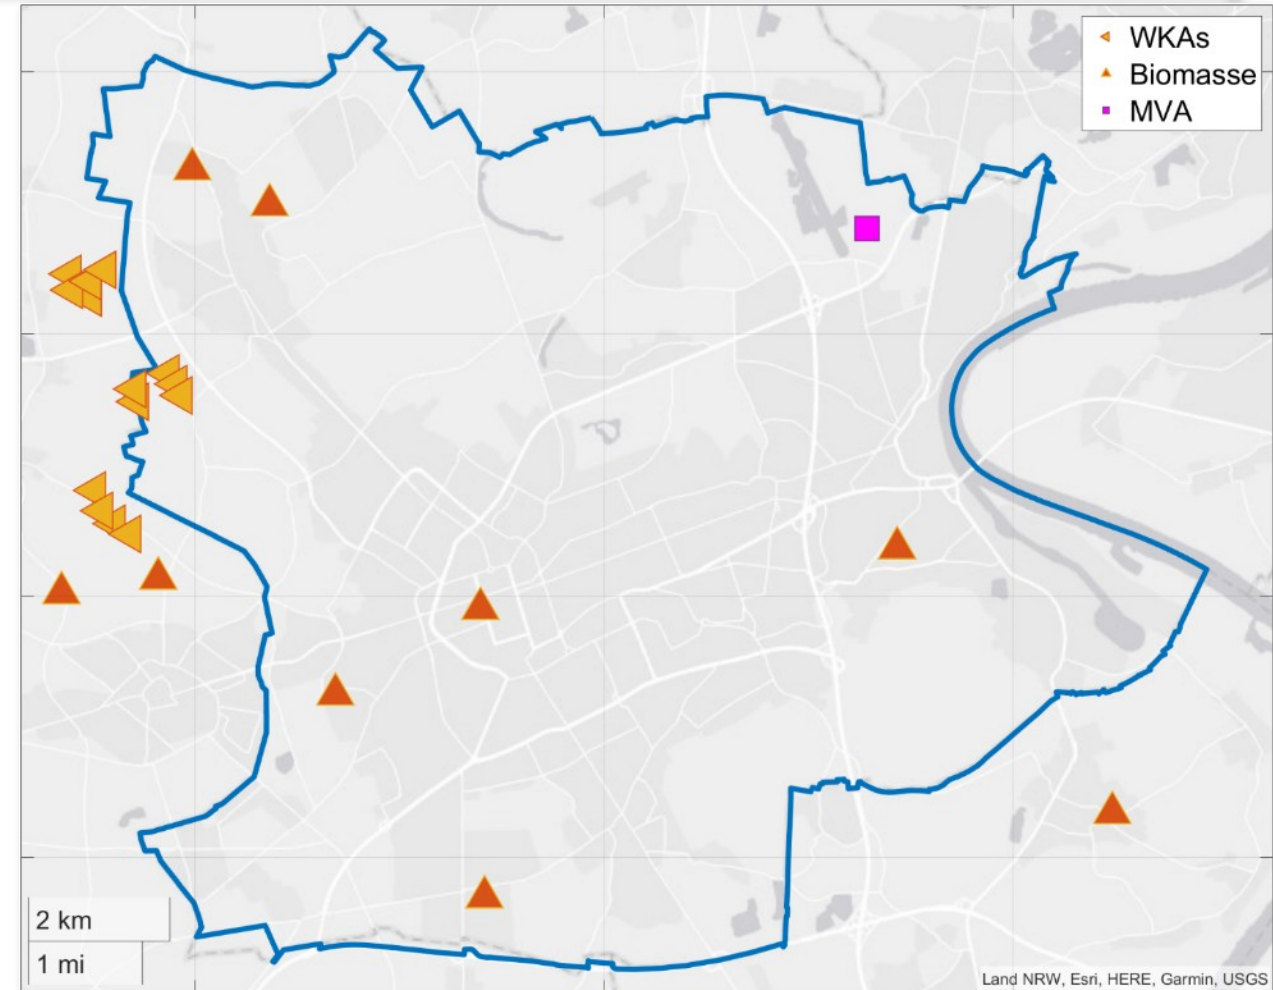 WKAs
Biomasse
MVA
2 km
1 mi
Land NRW, Esri, HERE, Garmin, USGS